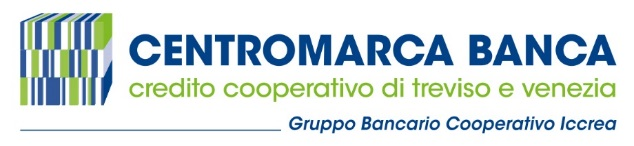 CENTROMARCA BANCA
credito cooperativo di treviso e venezia
Gruppo Bancario Cooperativo Iccrea